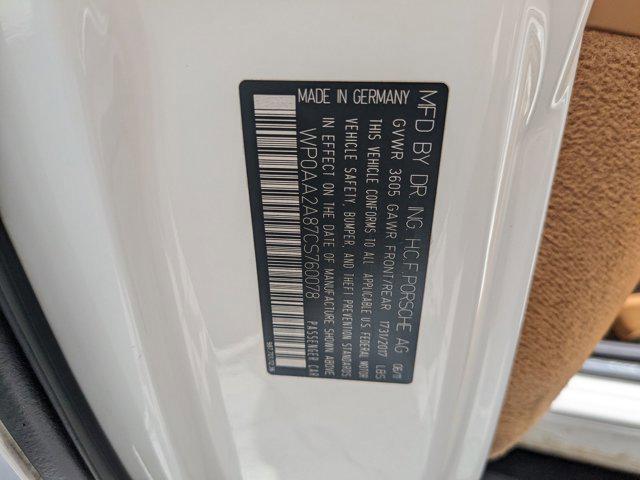 MFD BY DR. ING. H.C.F. PORSCHE AG 06/11
GVWR 3605 GAWR FRONT/REAR 1731/2017 LBS
THIS VEHICLE CONFORMS TO ALL APPLICABLE U.S. FEDERAL MOTOR
VEHICLE SAFETY, BUMPER, AND THEFT PREVENTION STANDARDS
IN EFFECT ON THE DATE OF MANUFACTURE SHOWN ABOVE.
WP0AA2A87CS760078 PASSENGER CAR
MADE IN GERMANY